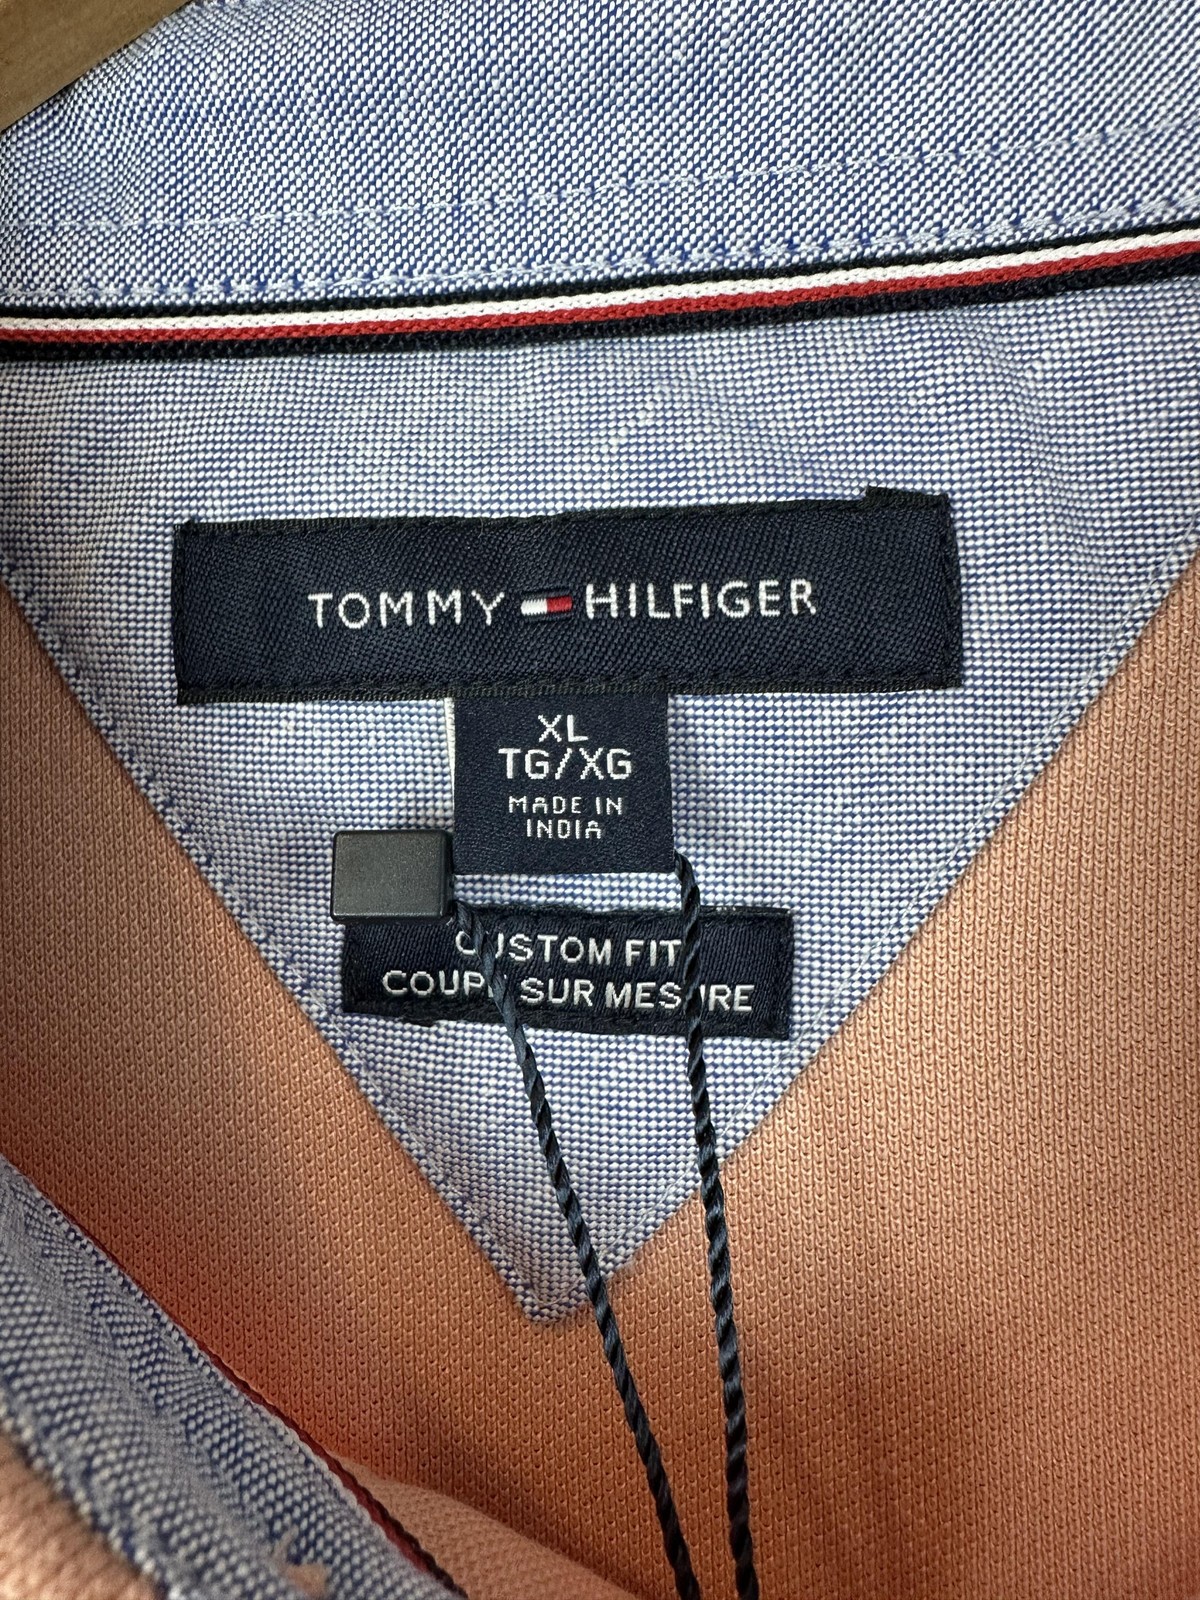 TOMMY HILFIGER
XL
TG/XG
MADE IN
INDIA
CUSTOM FIT
COUPE SUR MESURE